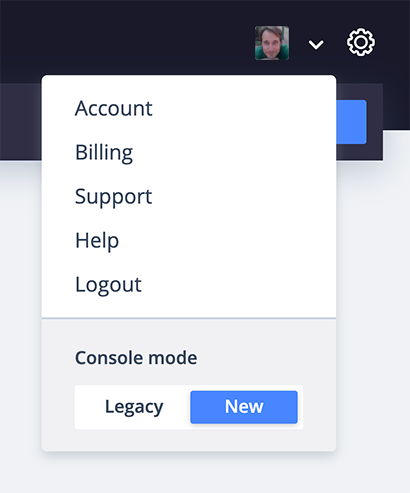 Account
Billing
Support
Help
Logout
Console mode
Legacy New